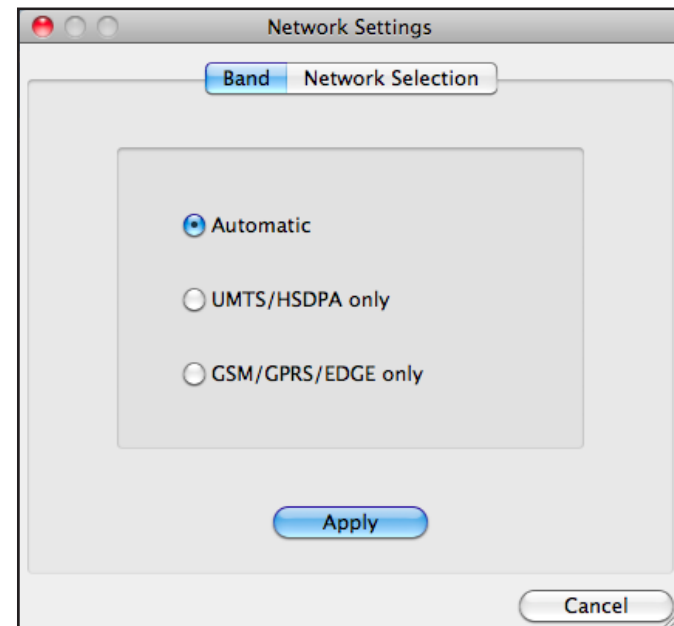 Network Settings
Band Network Selection
Automatic
UMTS/HSDPA only
GSM/GPRS/EDGE only
Apply
Cancel